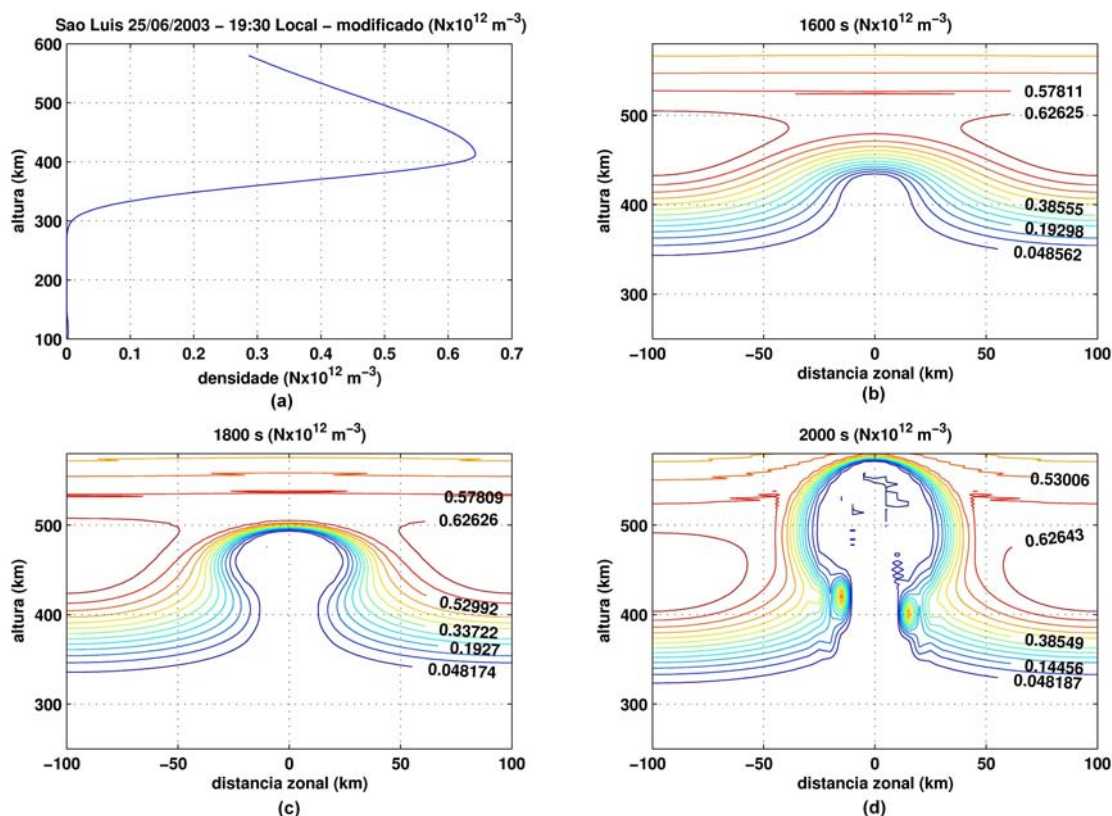 Sao Luis 25/06/2003 – 19:30 Local – modificado (Nx10¹² m⁻³)
600
500
400
300
200
100
altura (km)
0 0.1 0.2 0.3 0.4 0.5 0.6 0.7
densidade (Nx10¹² m⁻³)
(a)
1600 s (Nx10¹² m⁻³)
0.57811
0.62625
500
400
300
altura (km)
0.38555
0.19298
0.048562
−100 −50 0 50 100
distancia zonal (km)
(b)
1800 s (Nx10¹² m⁻³)
0.57809
0.62626
500
400
300
altura (km)
0.52992
0.33722
0.1927
0.048174
−100 −50 0 50 100
distancia zonal (km)
(c)
2000 s (Nx10¹² m⁻³)
0.53006
0.62643
500
400
300
altura (km)
0.38549
0.14456
0.048187
−100 −50 0 50 100
distancia zonal (km)
(d)